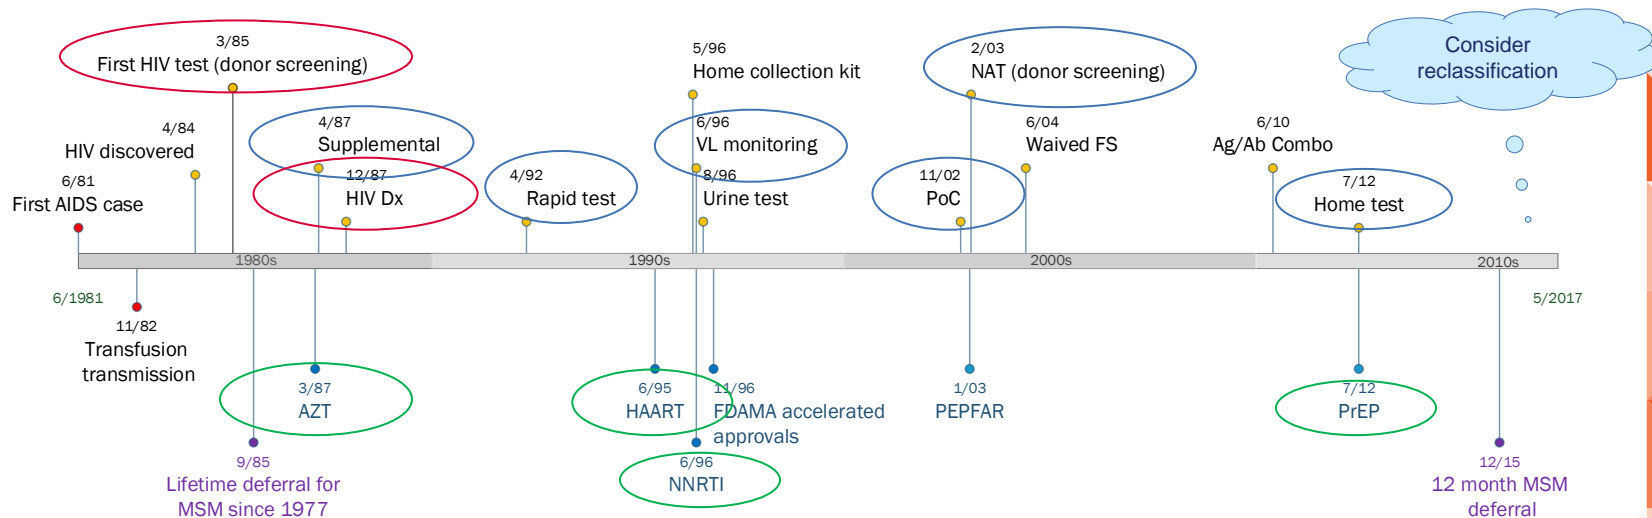 3/85
First HIV test (donor screening)
5/96
Home collection kit
2/03
NAT (donor screening)
Consider
reclassification
4/84
HIV discovered
4/87
Supplemental
6/96
VL monitoring
6/04
Waived FS
6/10
Ag/Ab Combo
6/81
First AIDS case
12/87
HIV Dx
4/92
Rapid test
8/96
Urine test
11/02
PoC
7/12
Home test
1980s
1990s
2000s
2010s
6/1981
5/2017
11/82
Transfusion
transmission
3/87
AZT
6/95
HAART
11/96
FDAMA accelerated
approvals
1/03
PEPFAR
7/12
PrEP
9/85
Lifetime deferral for
MSM since 1977
6/96
NNRTI
12/15
12 month MSM
deferral